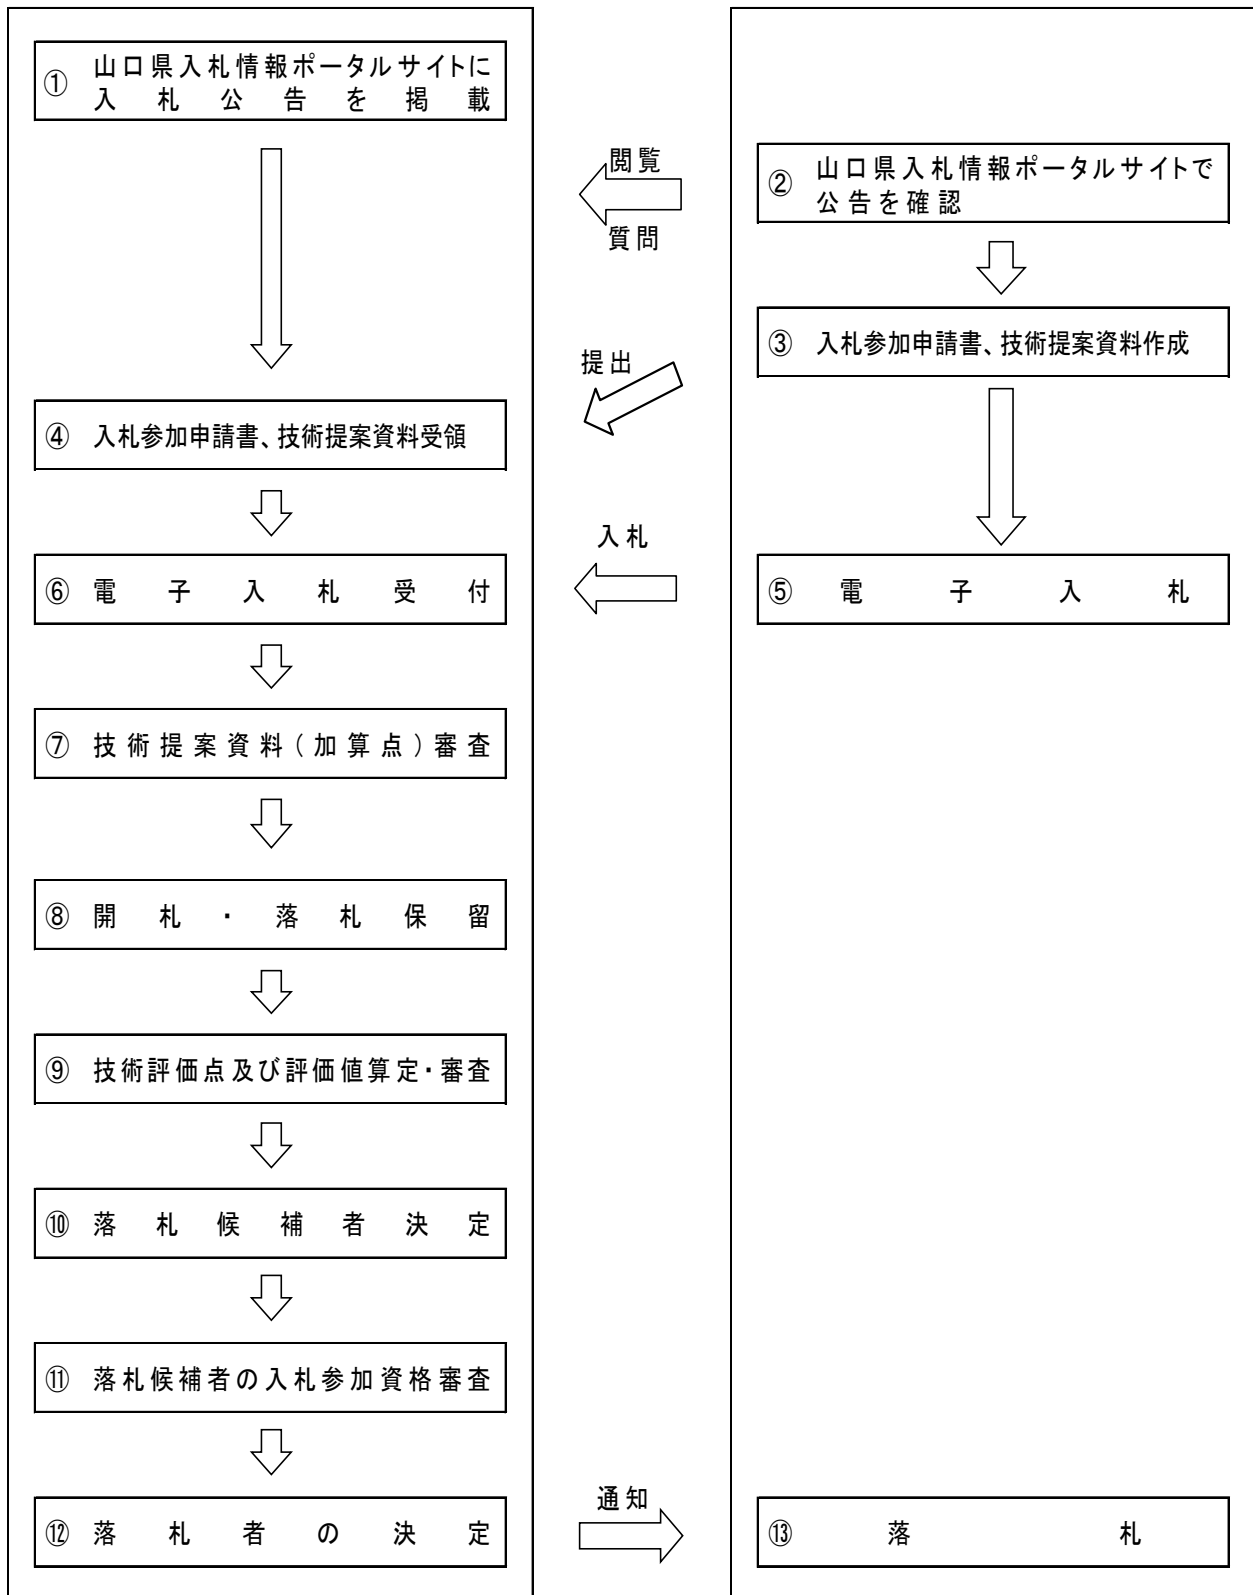 ① 山口県入札情報ポータルサイトに
入札公告を掲載
閲覧
質問
② 山口県入札情報ポータルサイトで
公告を確認
③ 入札参加申請書、技術提案資料作成
提出
④ 入札参加申請書、技術提案資料受領
入札
⑥ 電子入札受付
⑤ 電子入札
⑦ 技術提案資料(加算点)審査
⑧ 開札・落札保留
⑨ 技術評価点及び評価値算定・審査
⑩ 落札候補者決定
⑪ 落札候補者の入札参加資格審査
⑫ 落札者の決定
通知
⑬ 落札